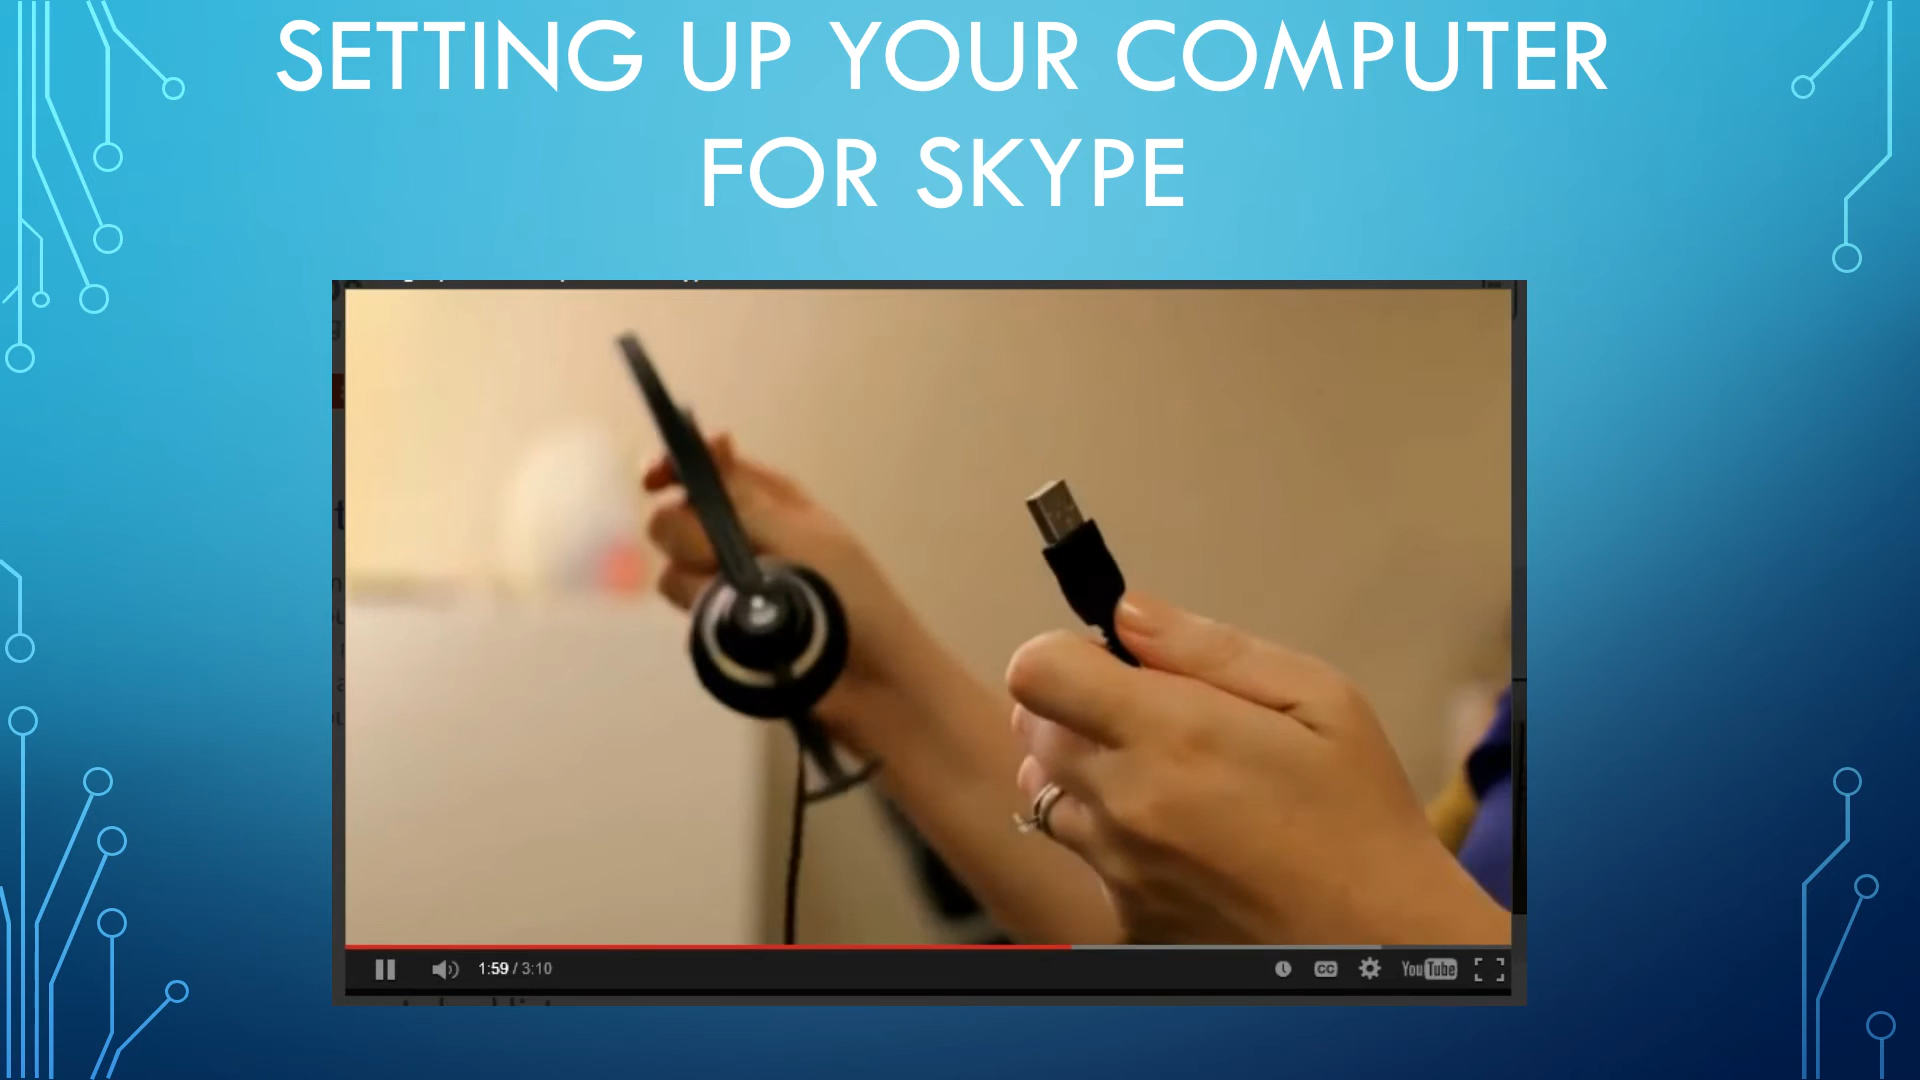 SETTING UP YOUR COMPUTER
FOR SKYPE
1:59 / 3:10
CC
YouTube